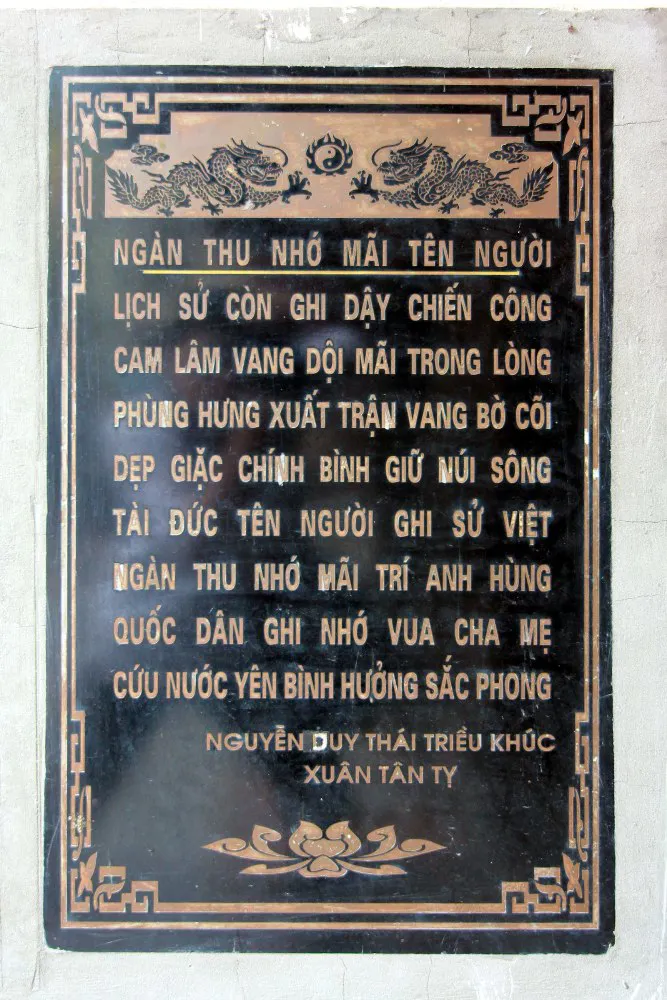 NGÀN THU NHỚ MÃI TÊN NGƯỜI
LỊCH SỬ CÒN GHI DẬY CHIẾN CÔNG
CAM LÂM VANG DỘI MÃI TRONG LÒNG
PHÙNG HƯNG XUẤT TRẬN VANG BỜ CÕI
DẸP GIẶC CHÍNH BÌNH GIỮ NÚI SÔNG
TÀI ĐỨC TÊN NGƯỜI GHI SỬ VIỆT
NGÀN THU NHỚ MÃI TRÍ ANH HÙNG
QUỐC DÂN GHI NHỚ VUA CHA MẸ
CỨU NƯỚC YÊN BÌNH HƯỞNG SẮC PHONG
NGUYỄN DUY THÁI TRIỀU KHÚC
XUÂN TÂN TỴ